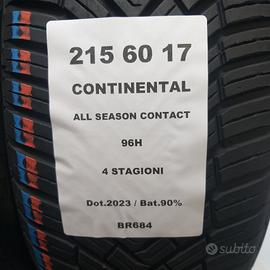 215 60 17
CONTINENTAL
ALL SEASON CONTACT
96H
4 STAGIONI
Dot.2023 / Bat.90%
BR684
subito